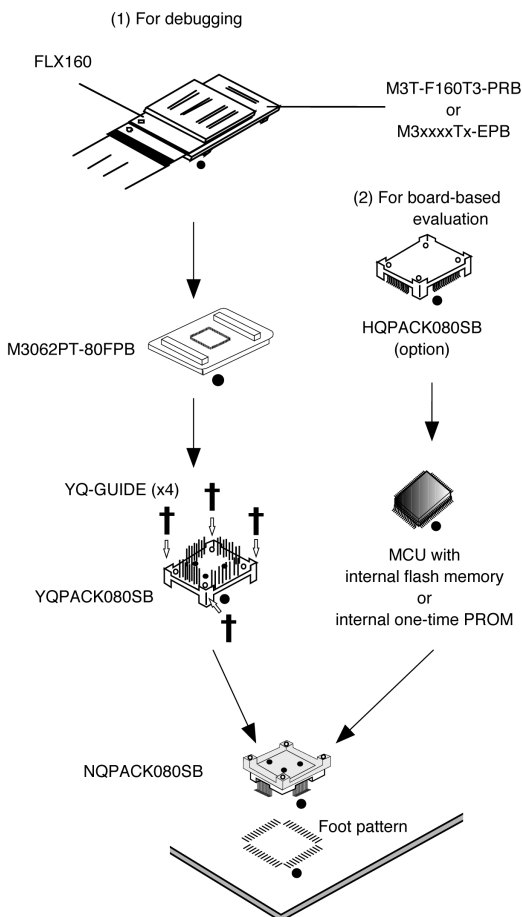 (1) For debugging
FLX160
M3T-F160T3-PRB
or
M3xxxxTx-EPB
(2) For board-based
evaluation
HQPACK080SB
(option)
M3062PT-80FPB
YQ-GUIDE (x4)
YQPACK080SB
MCU with
internal flash memory
or
internal one-time PROM
NQPACK080SB
Foot pattern